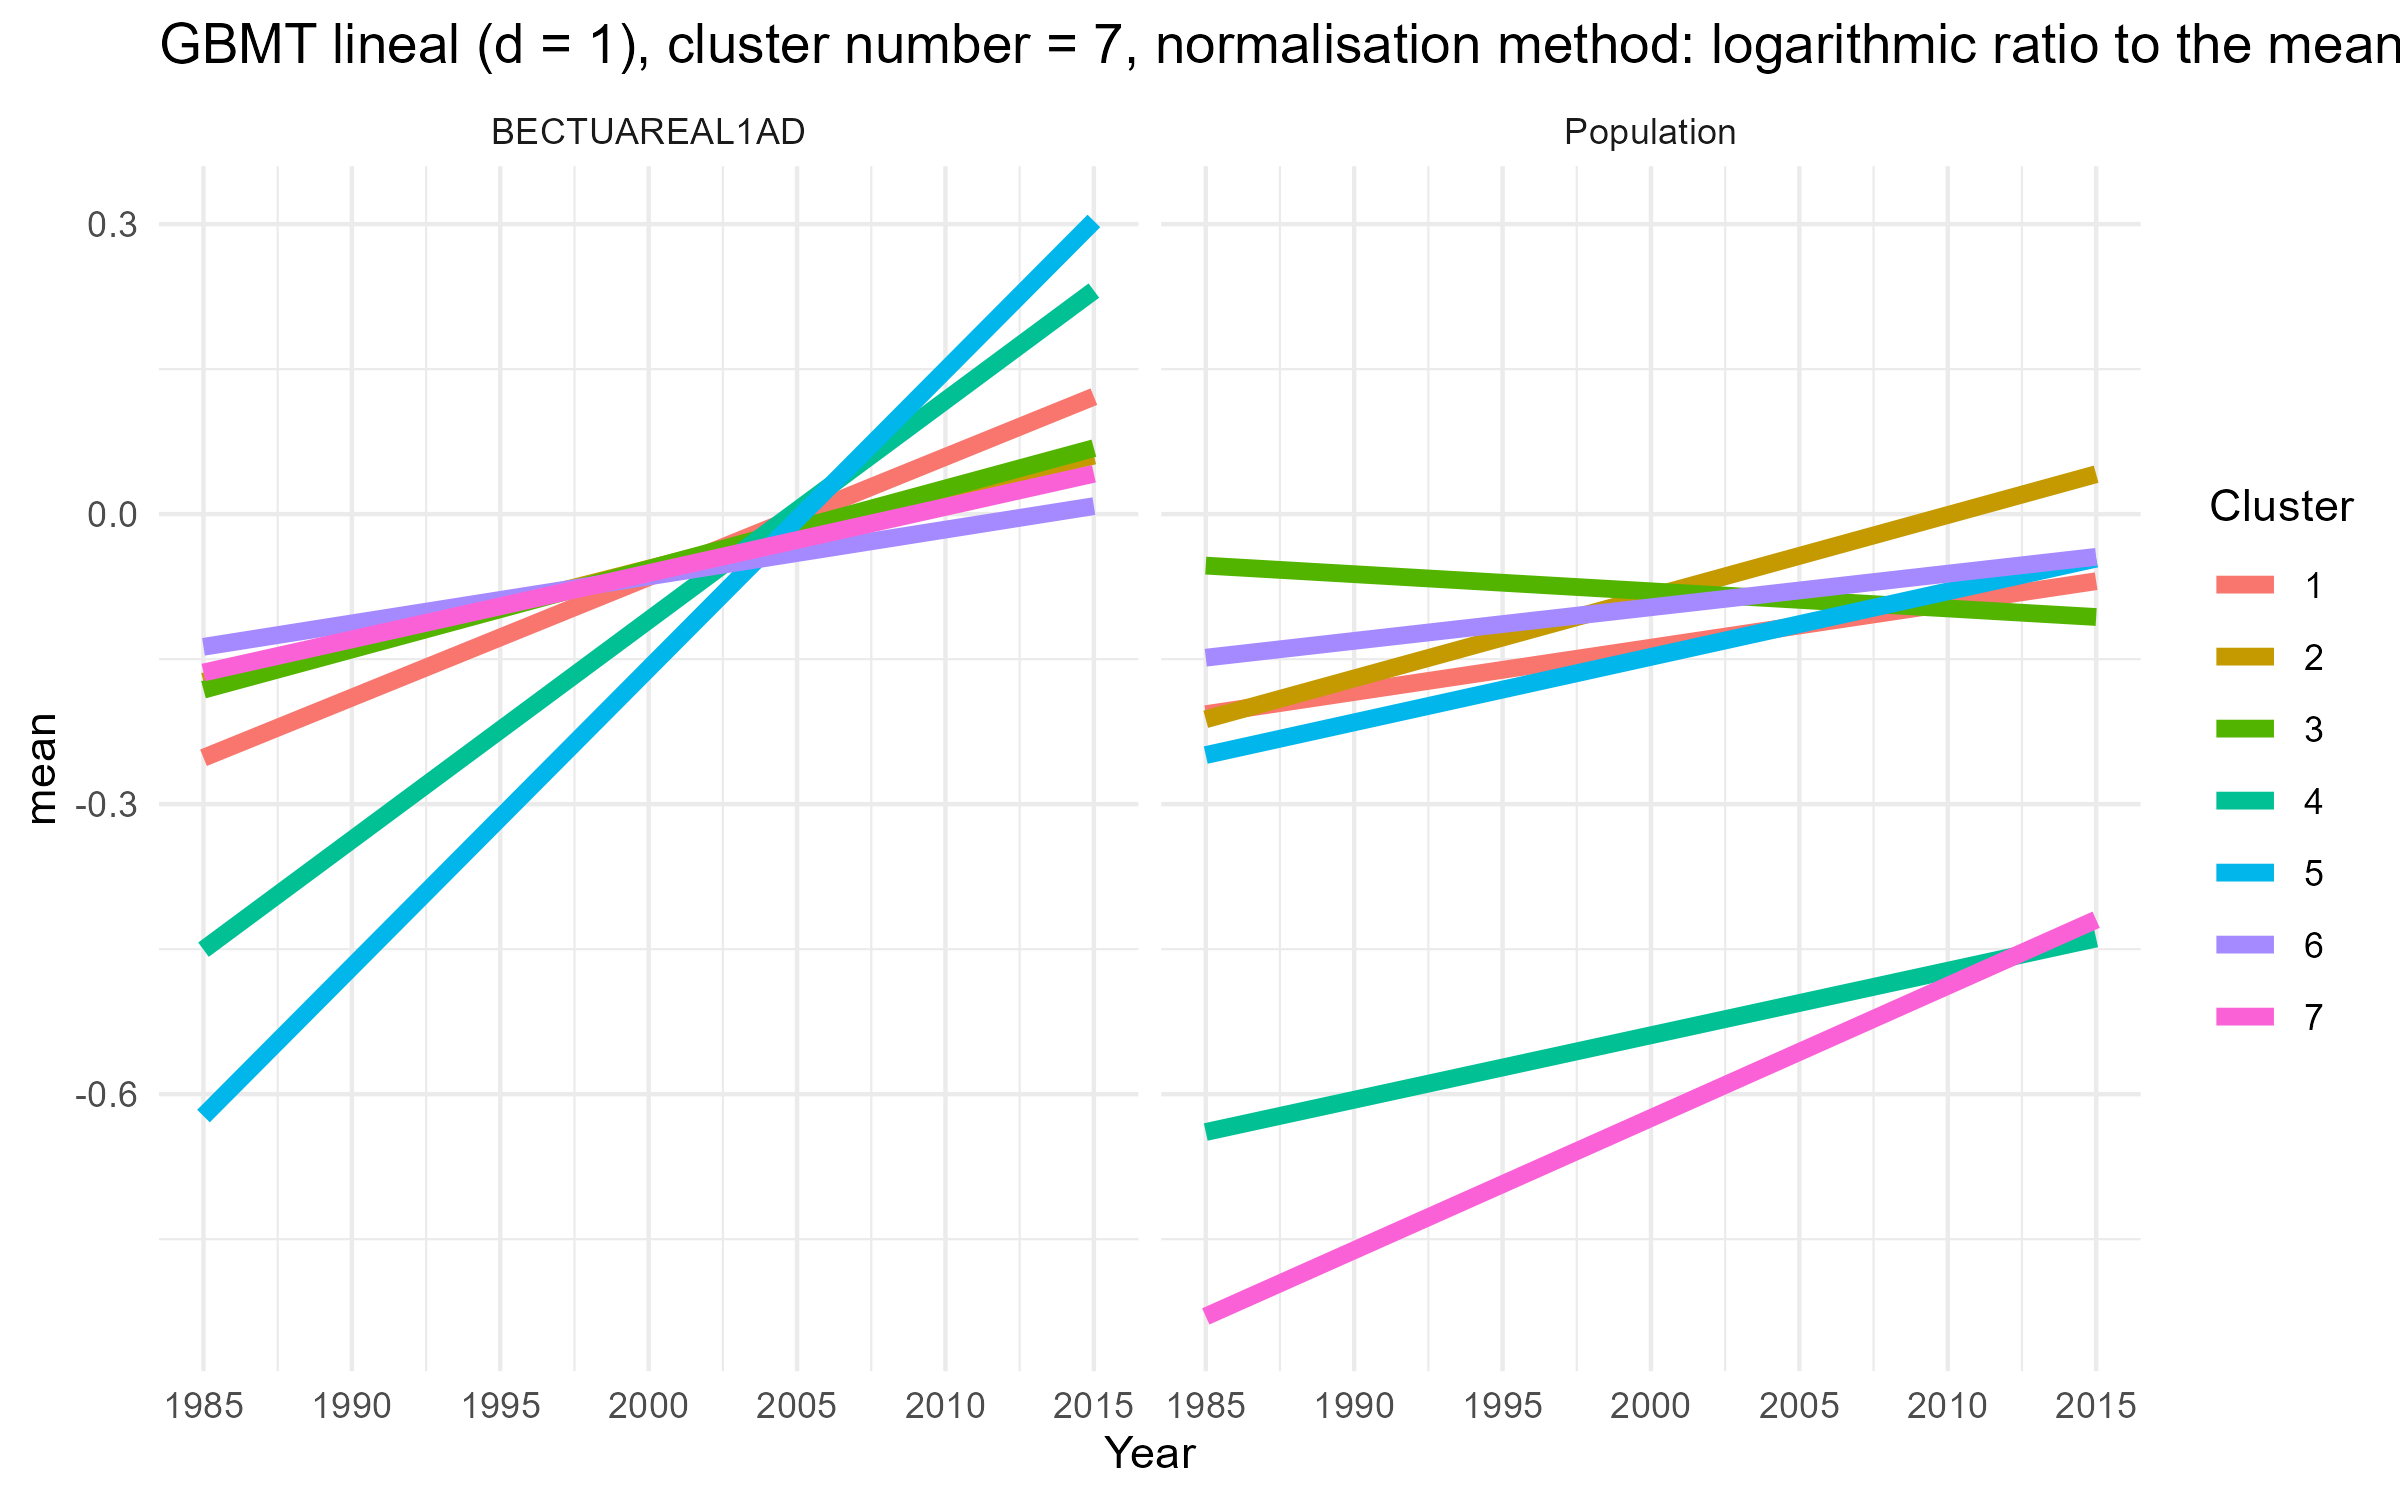 GBMT lineal (d = 1), cluster number = 7, normalisation method: logarithmic ratio to the mean
BECTUAREAL1AD
Population
0.3
0.0
-0.3
-0.6
mean
1985 1990 1995 2000 2005 2010 2015
1985 1990 1995 2000 2005 2010 2015
Year
Cluster
1
2
3
4
5
6
7